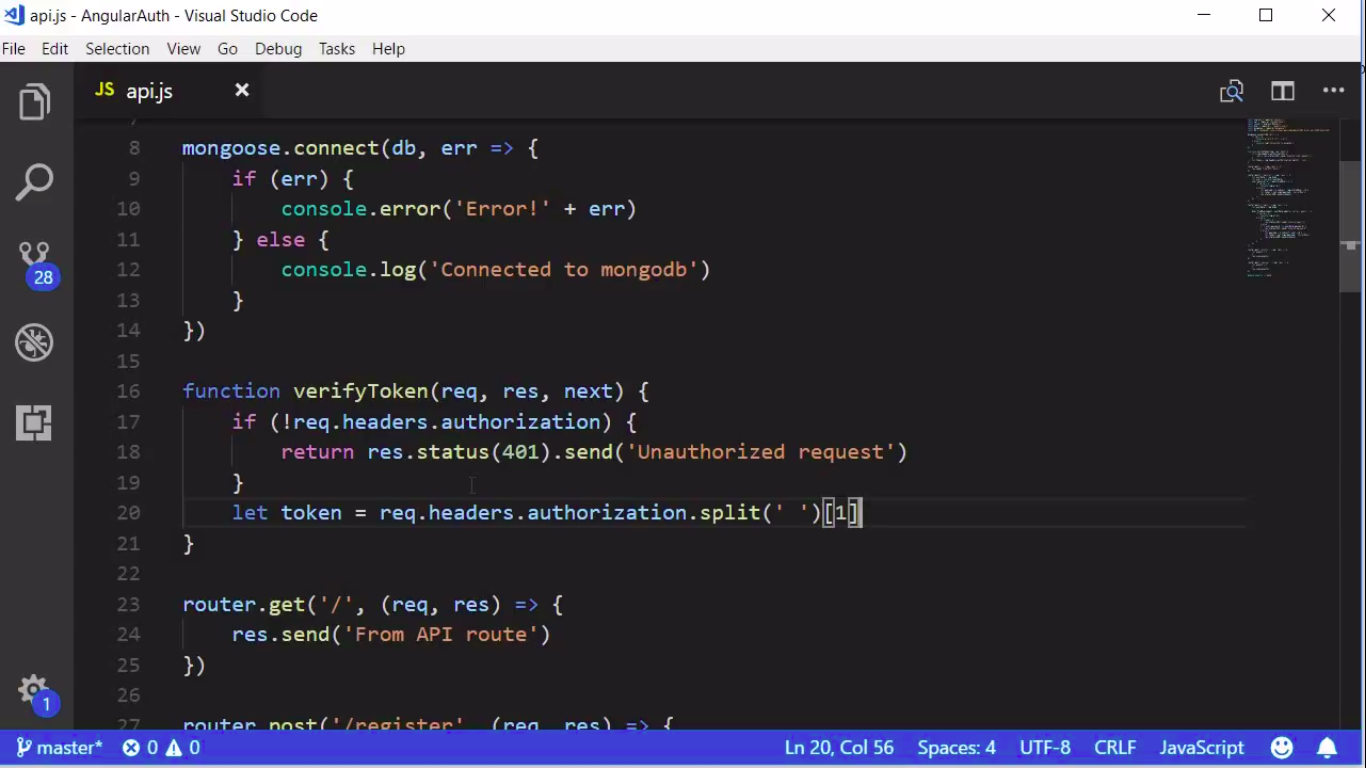 api.js - AngularAuth - Visual Studio Code
File Edit Selection View Go Debug Tasks Help
JS api.js
7
8 mongoose.connect(db, err => {
9 if (err) {
10 console.error('Error!' + err)
11 } else {
12 console.log('Connected to mongodb')
13 }
14 })
15
16 function verifyToken(req, res, next) {
17 if (!req.headers.authorization) {
18 return res.status(401).send('Unauthorized request')
19 }
20 let token = req.headers.authorization.split(' ')[1]
21 }
22
23 router.get('/', (req, res) => {
24 res.send('From API route')
25 })
26
27 router.post('/register', (req, res) => {
28
1
master* 0 0 Ln 20, Col 56 Spaces: 4 UTF-8 CRLF JavaScript